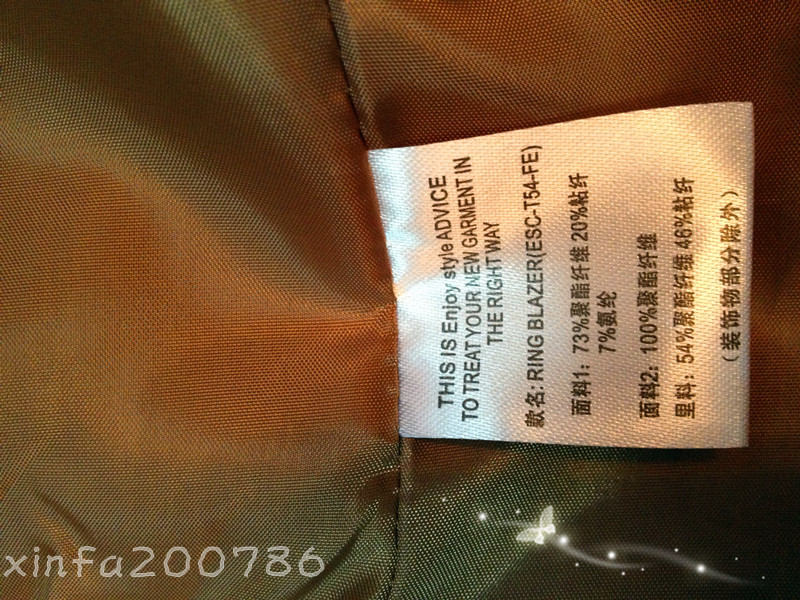 THIS IS Enjoy style ADVICE
TO TREAT YOUR NEW GARMENT IN
THE RIGHT WAY
款名: RING BLAZER(ESC-T54-FE)
面料1: 73%聚酯纤维 20%粘纤
7%氨纶
面料2: 100%聚酯纤维
里料: 54%聚酯纤维 46%粘纤
(装饰物部分除外)
xinfa200786